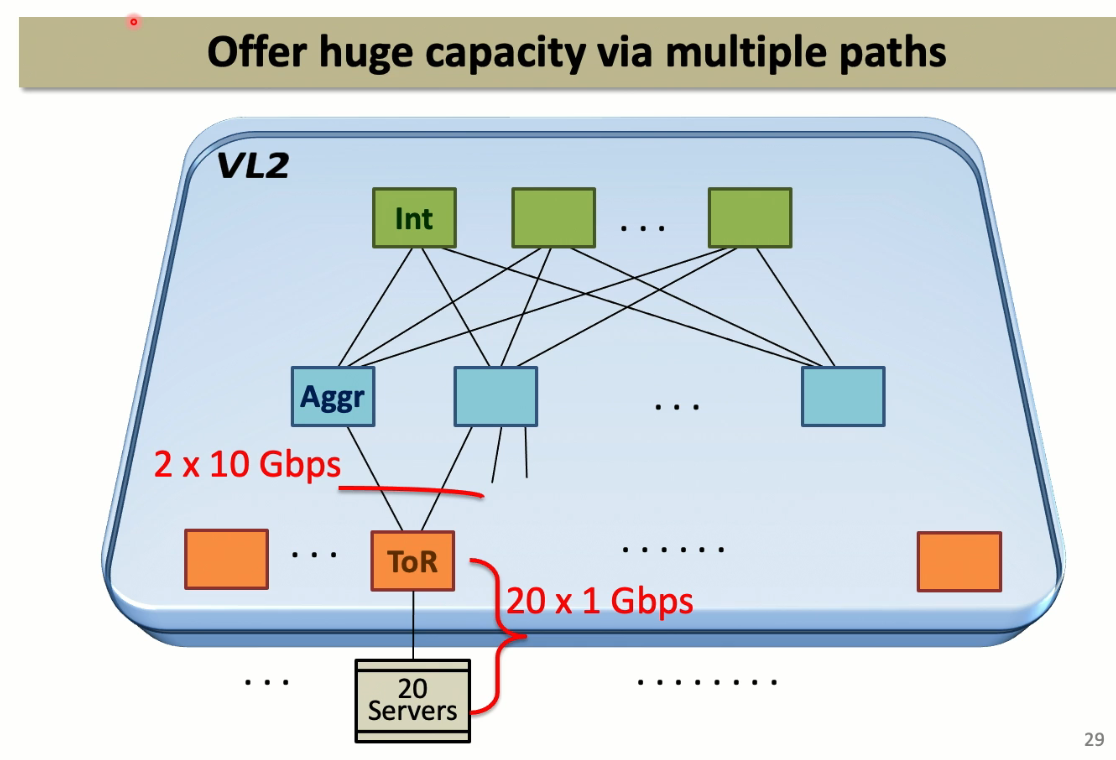 Offer huge capacity via multiple paths
VL2
Int
. . .
Aggr
. . .
2 x 10 Gbps
. . .
ToR
. . . . . .
20 x 1 Gbps
. . .
20
Servers
. . . . . . . .
29